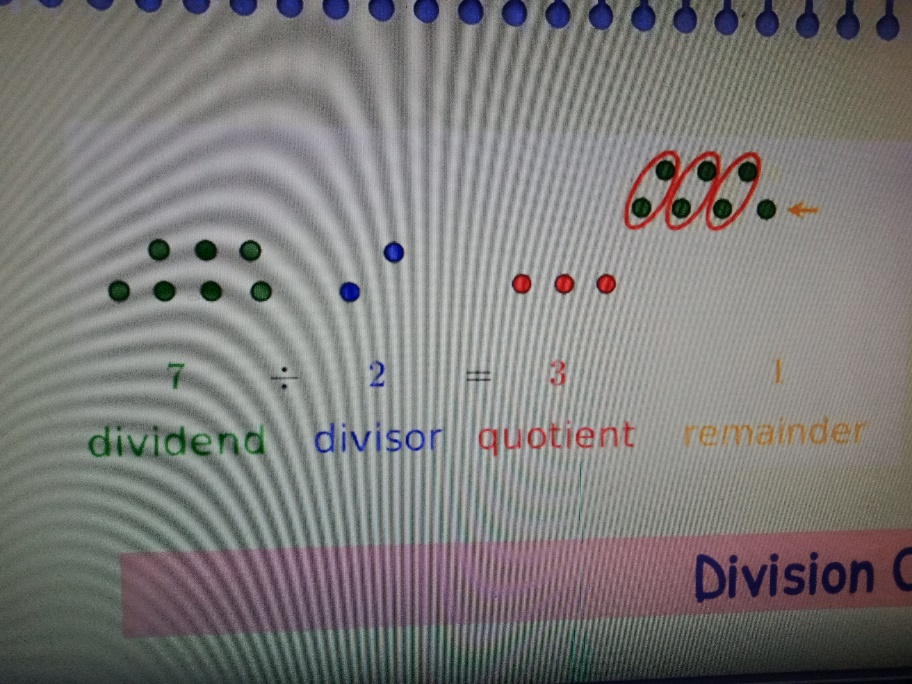 7 ÷ 2 = 3 1
dividend divisor quotient remainder
Division